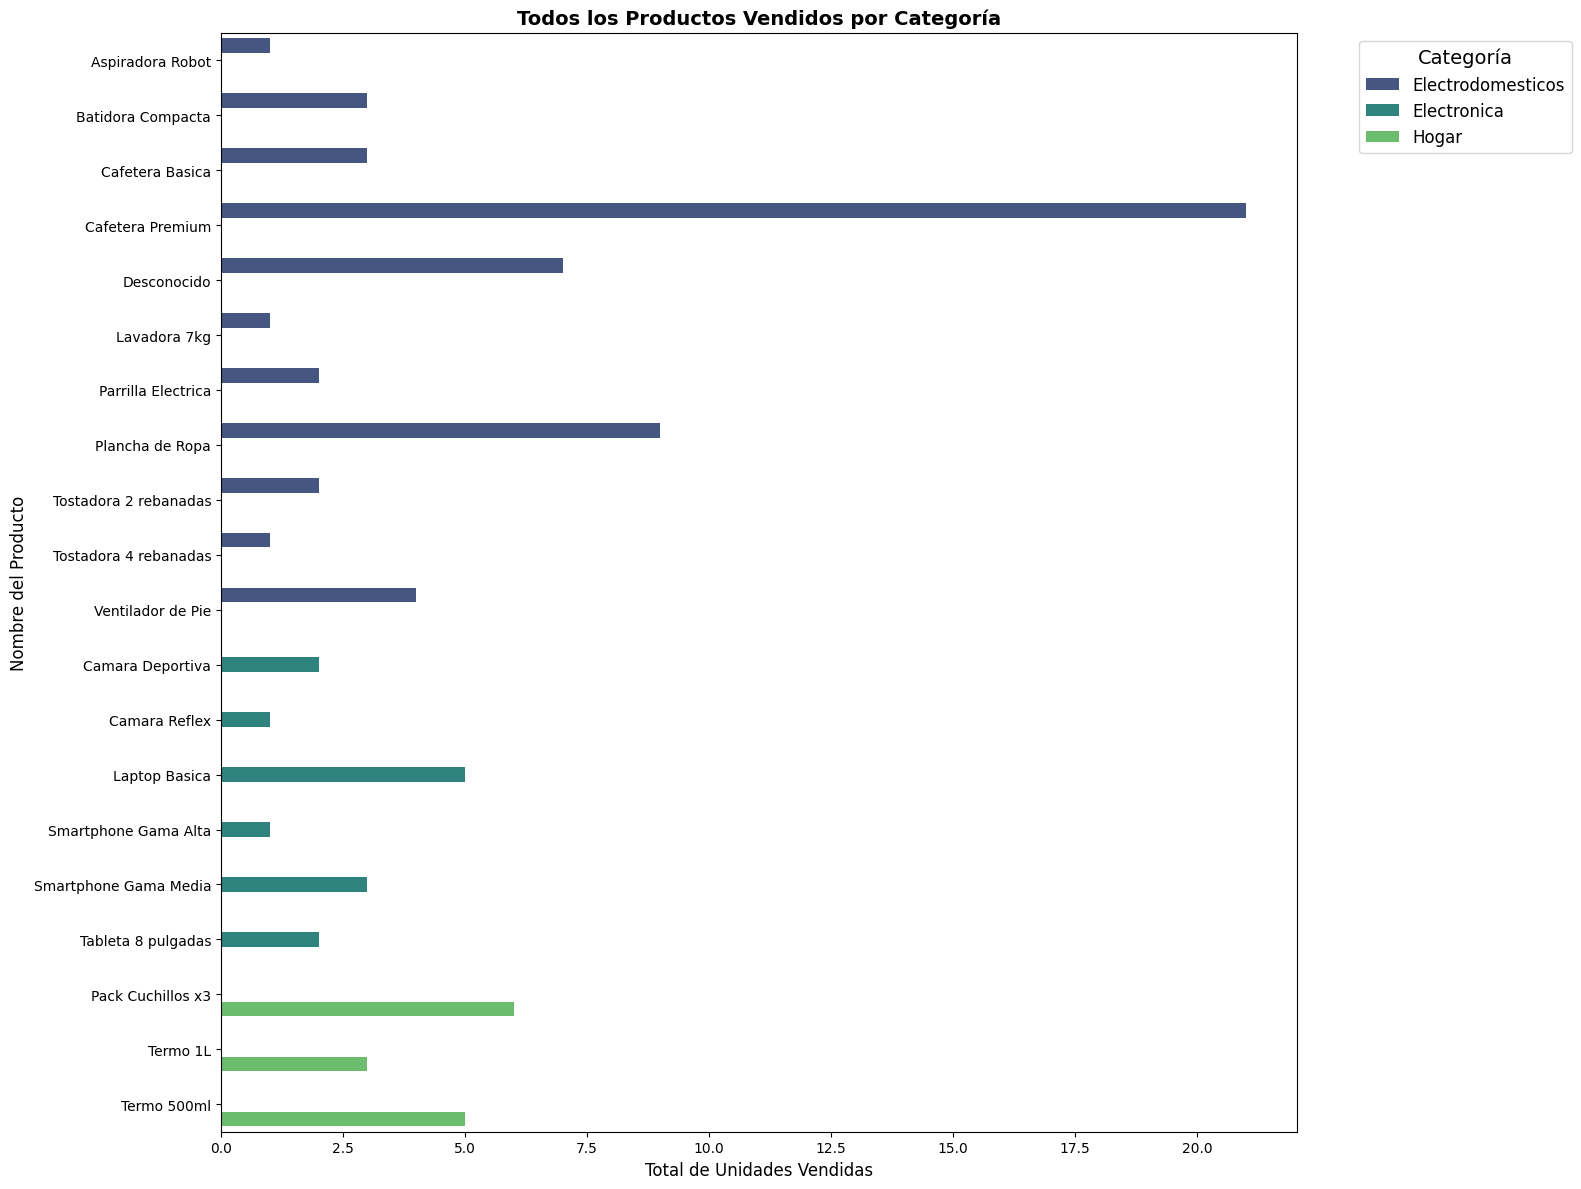 Todos los Productos Vendidos por Categoría
Categoría
Electrodomesticos
Electronica
Hogar
Nombre del Producto
Aspiradora Robot
Batidora Compacta
Cafetera Basica
Cafetera Premium
Desconocido
Lavadora 7kg
Parrilla Electrica
Plancha de Ropa
Tostadora 2 rebanadas
Tostadora 4 rebanadas
Ventilador de Pie
Camara Deportiva
Camara Reflex
Laptop Basica
Smartphone Gama Alta
Smartphone Gama Media
Tableta 8 pulgadas
Pack Cuchillos x3
Termo 1L
Termo 500ml
0.0 2.5 5.0 7.5 10.0 12.5 15.0 17.5 20.0
Total de Unidades Vendidas